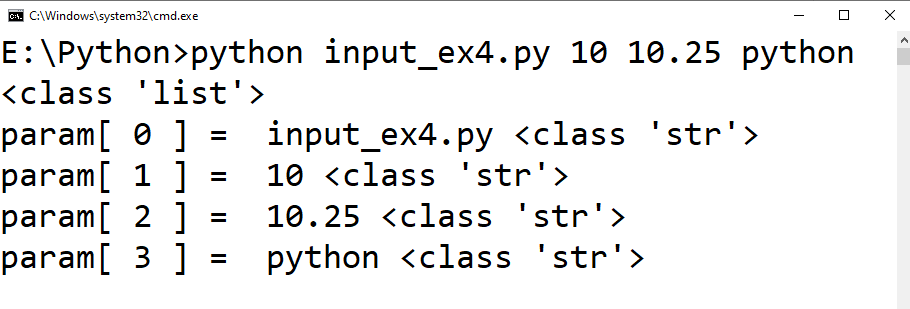 C:\Windows\system32\cmd.exe
E:\Python>python input_ex4.py 10 10.25 python
<class 'list'>
param[ 0 ] =  input_ex4.py <class 'str'>
param[ 1 ] =  10 <class 'str'>
param[ 2 ] =  10.25 <class 'str'>
param[ 3 ] =  python <class 'str'>